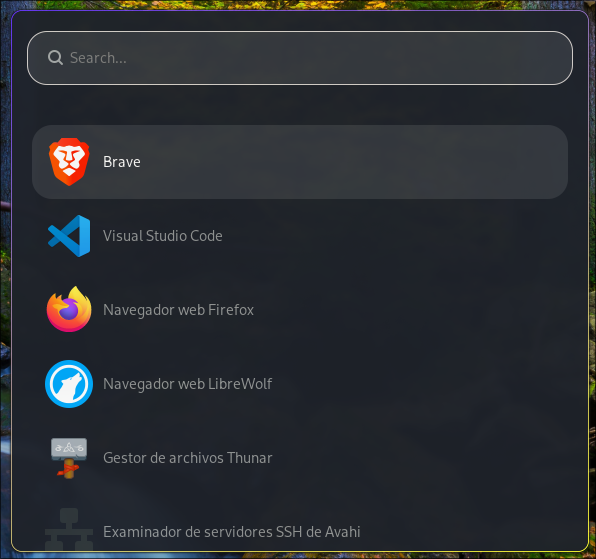 Search...
Brave
Visual Studio Code
Navegador web Firefox
Navegador web LibreWolf
Gestor de archivos Thunar
Examinador de servidores SSH de Avahi